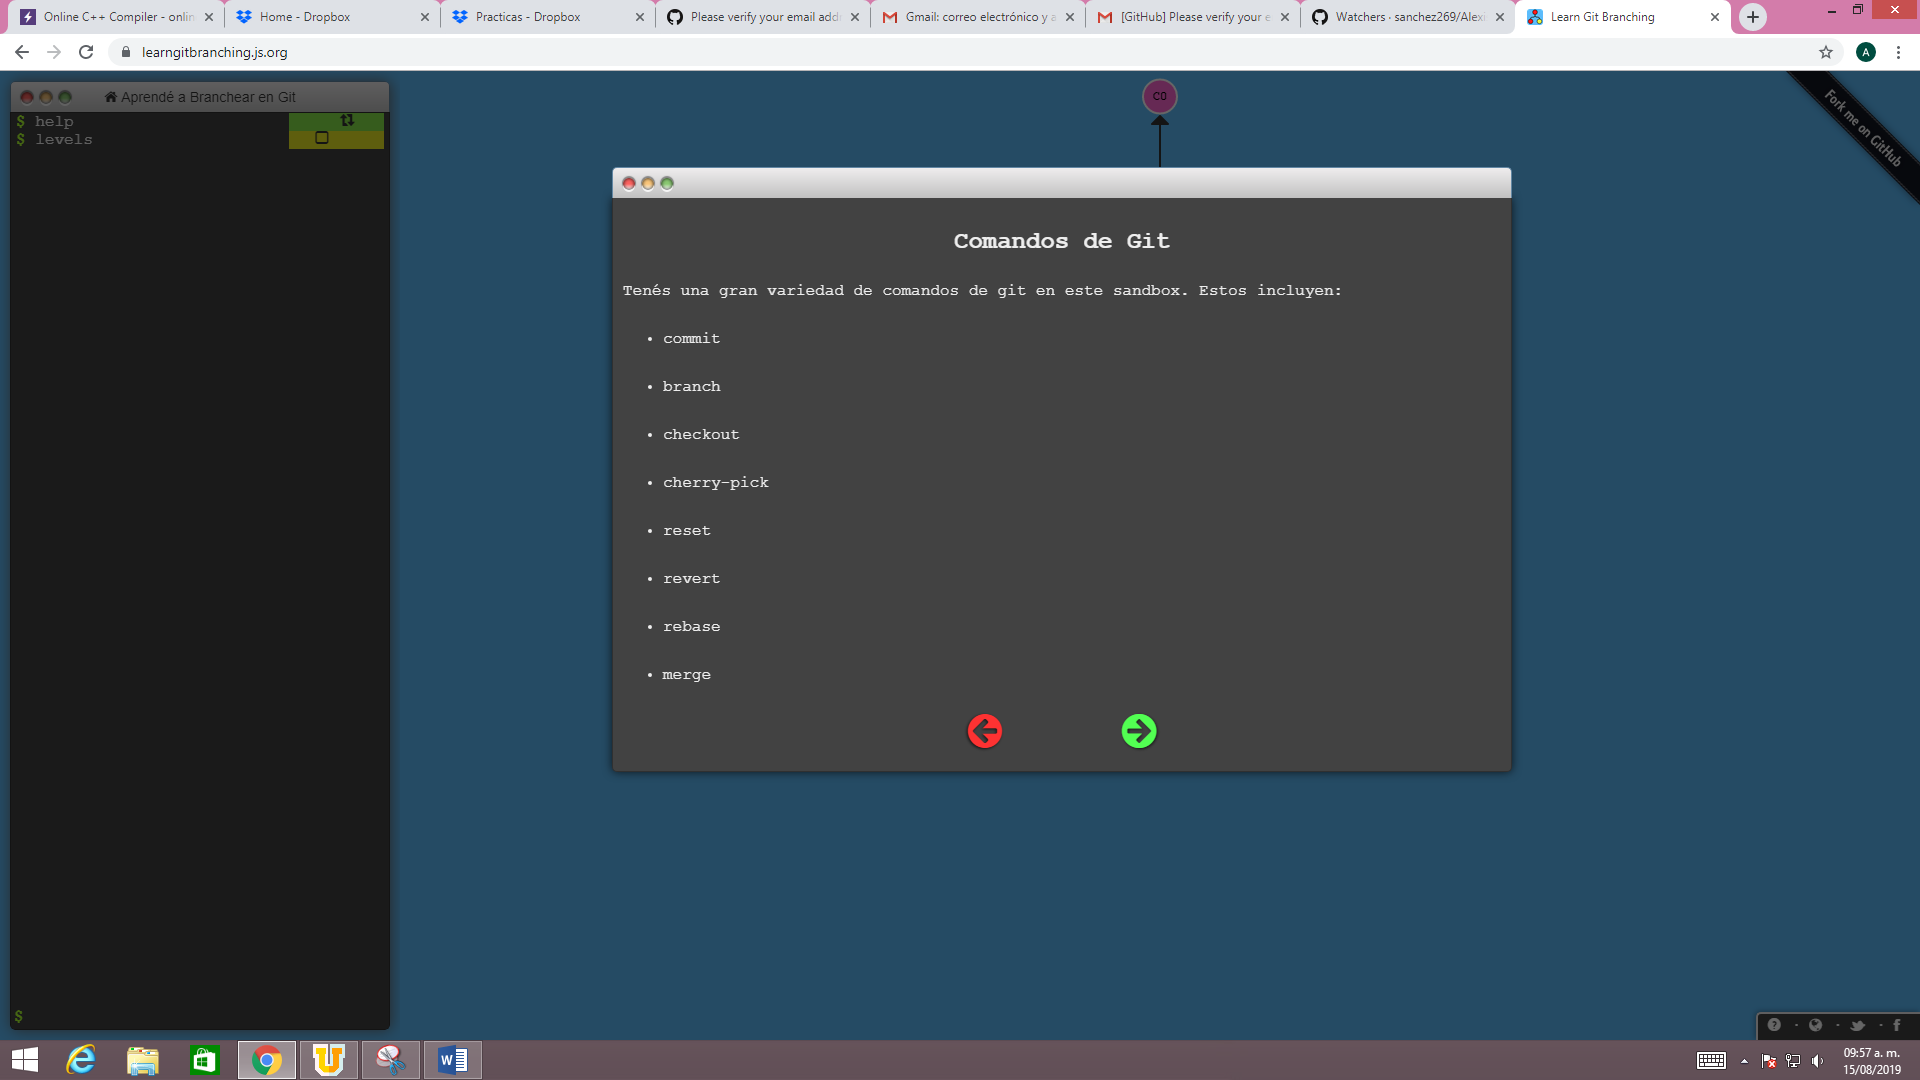 Online C++ Compiler - onlin
Home - Dropbox
Practicas - Dropbox
Please verify your email addr
Gmail: correo electrónico y a
[GitHub] Please verify your e
Watchers · sanchez269/Alexi
Learn Git Branching
learngitbranching.js.org
A
Aprendé a Branchear en Git
$ help
$ levels
$
C0
Fork me on GitHub
Comandos de Git
Tenés una gran variedad de comandos de git en este sandbox. Estos incluyen:
• commit
• branch
• checkout
• cherry-pick
• reset
• revert
• rebase
• merge
09:57 a. m.
15/08/2019